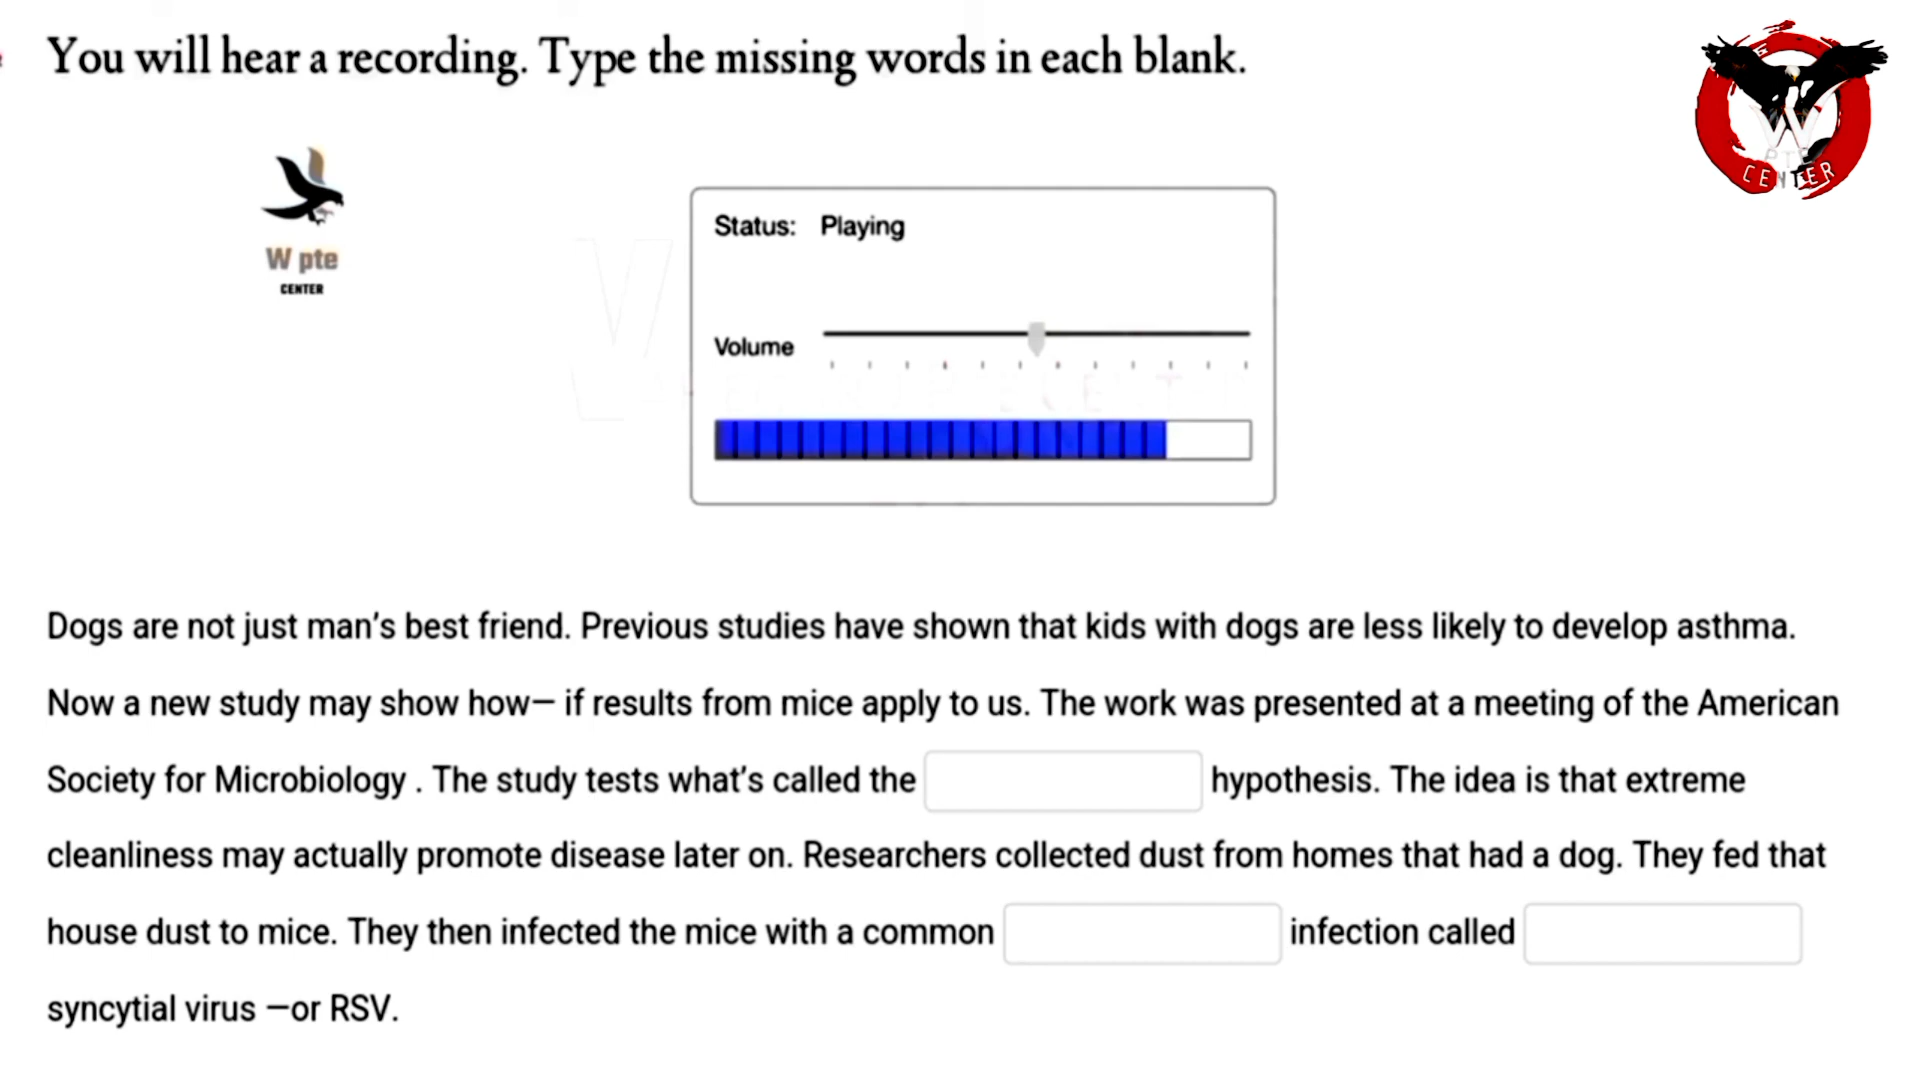 You will hear a recording. Type the missing words in each blank.
W
PTE
CENTER
W pte
CENTER
Status: Playing
Volume
Dogs are not just man's best friend. Previous studies have shown that kids with dogs are less likely to develop asthma.
Now a new study may show how— if results from mice apply to us. The work was presented at a meeting of the American
Society for Microbiology . The study tests what's called the hypothesis. The idea is that extreme
cleanliness may actually promote disease later on. Researchers collected dust from homes that had a dog. They fed that
house dust to mice. They then infected the mice with a common infection called
syncytial virus —or RSV.